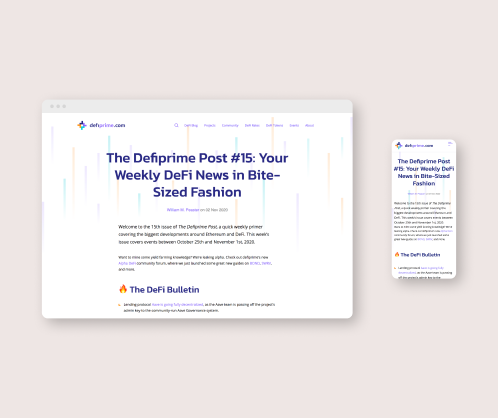 defiprime.com
DeFi Blog Projects Community DeFi Rates DeFi Tokens Events About
The Defiprime Post #15: Your
Weekly DeFi News in Bite-
Sized Fashion
William M. Peaster on 02 Nov 2020
Welcome to the 15th issue of The Defiprime Post, a quick weekly primer
covering the biggest developments around Ethereum and DeFi. This week's
issue covers events between October 25th and November 1st, 2020.
Want to more some yield farming knowledge? We're leaking alpha. Check out defiprime's new
community forum, where we just launched some great new guides on
and more.
The DeFi Bulletin
Lending protocol Aave is going fully decentralized, as the Aave team is passing off the project's
admin key to the community-run Aave Governance system.
defiprime.com
The Defiprime Post
#15: Your Weekly DeFi
News in Bite-Sized
Fashion
Welcome to the 15th issue of The Defiprime
Post, a quick weekly primer covering the
biggest developments around Ethereum and
DeFi. This week's issue covers events between
October 25th and November 1st, 2020.
The DeFi Bulletin